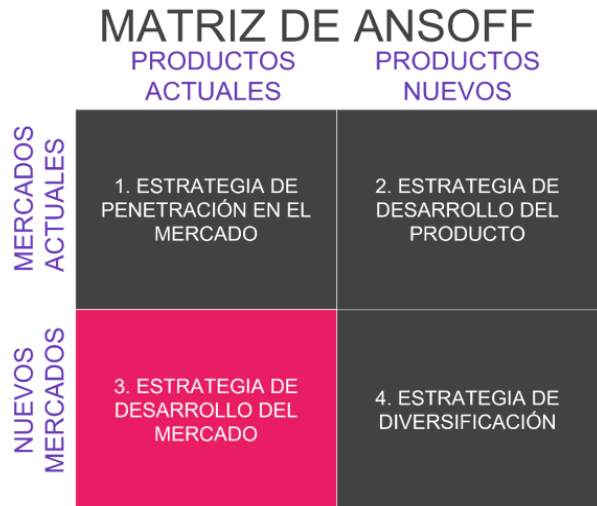 MATRIZ DE ANSOFF
PRODUCTOS
ACTUALES
PRODUCTOS
NUEVOS
MERCADOS
ACTUALES
1. ESTRATEGIA DE
PENETRACIÓN EN EL
MERCADO
2. ESTRATEGIA DE
DESARROLLO DEL
PRODUCTO
NUEVOS
MERCADOS
3. ESTRATEGIA DE
DESARROLLO DEL
MERCADO
4. ESTRATEGIA DE
DIVERSIFICACIÓN